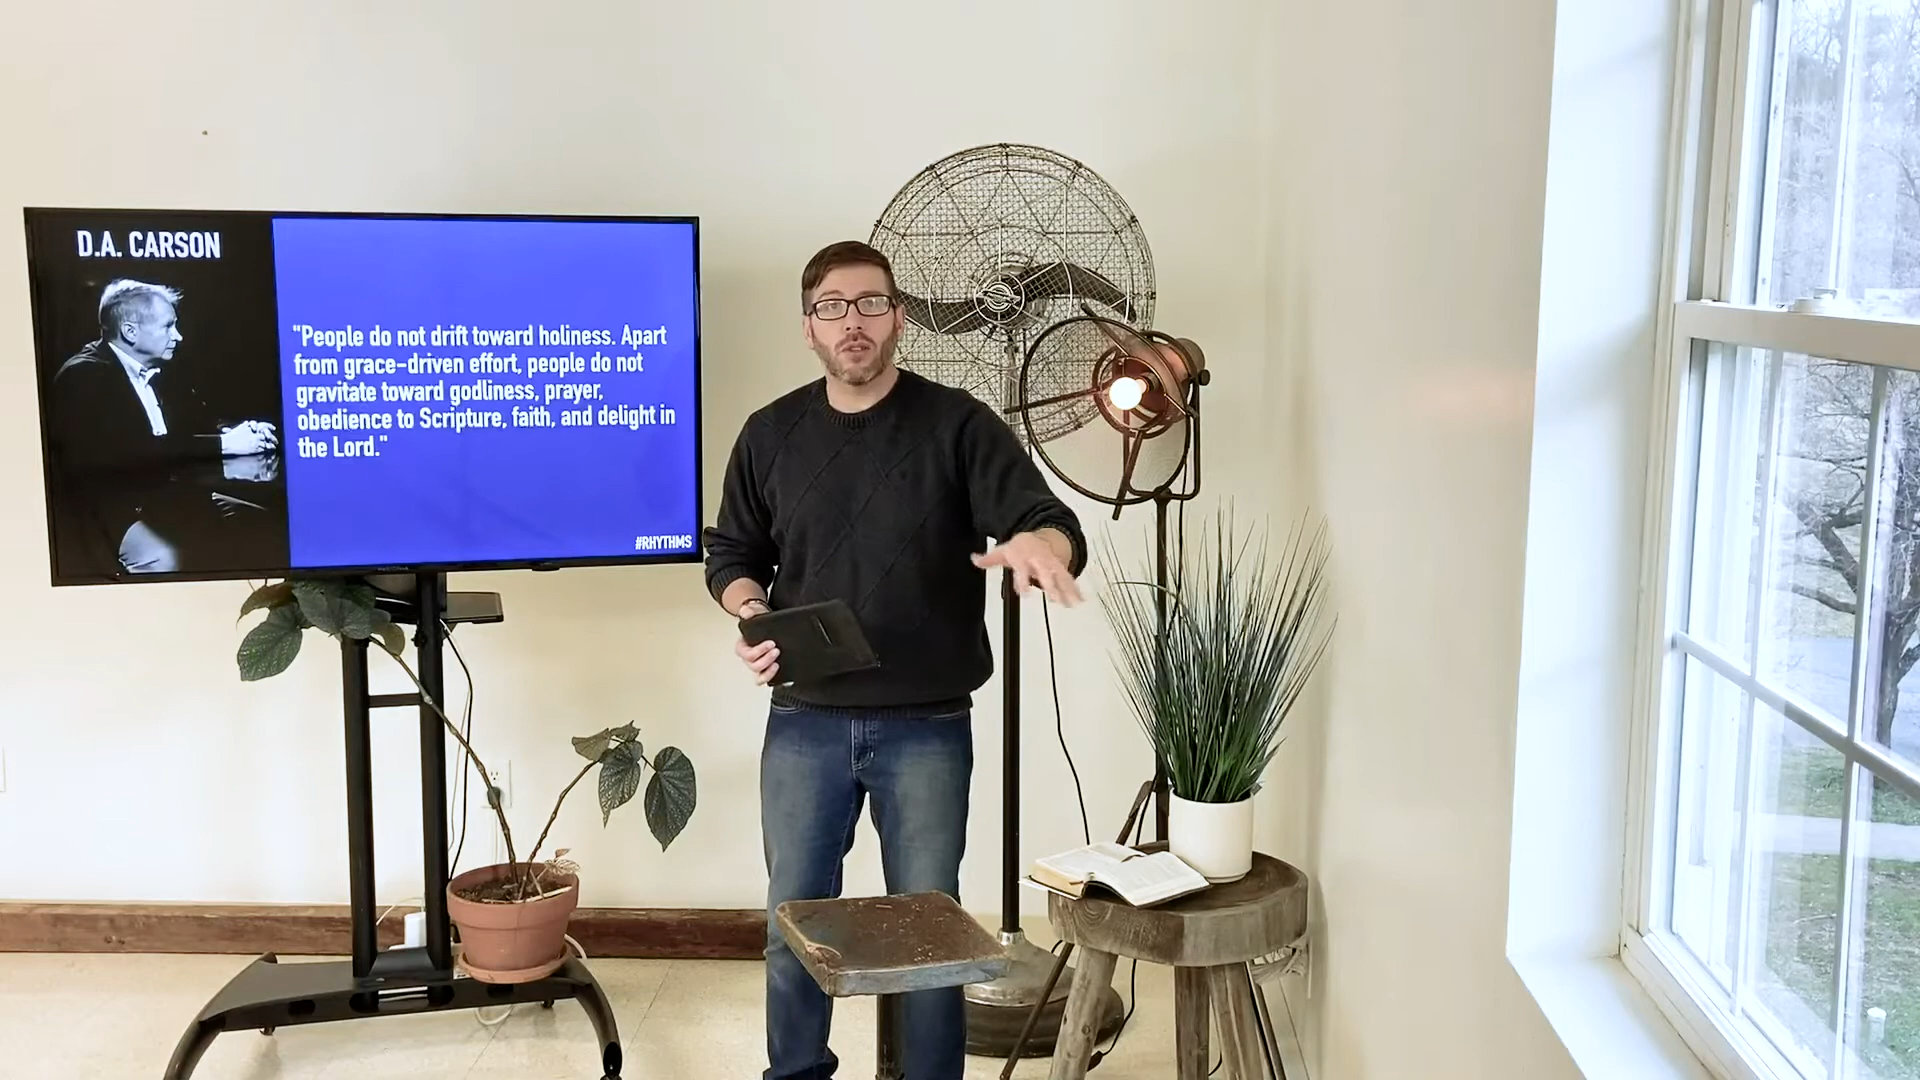 D.A. CARSON
"People do not drift toward holiness. Apart
from grace-driven effort, people do not
gravitate toward godliness, prayer,
obedience to Scripture, faith, and delight in
the Lord."
#RHYTHMS